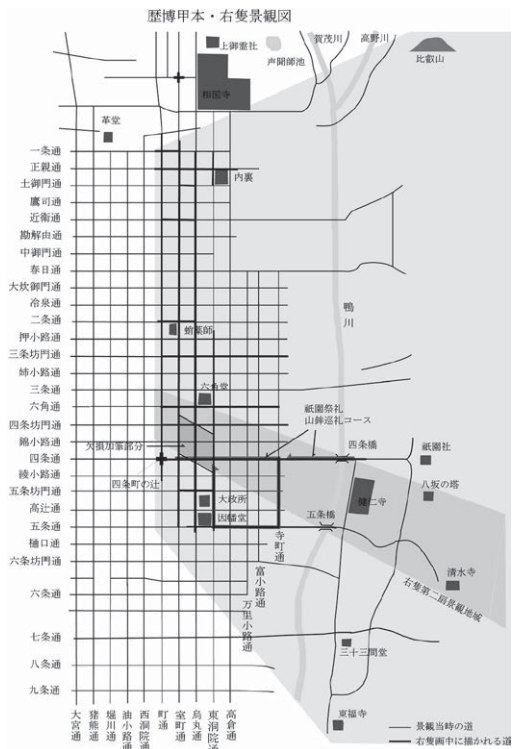 歴博甲本・右隻景観図
上御霊社
声聞師池
賀茂川
高野川
比叡山
相国寺
革堂
一条通
正親通
土御門通
内裏
鷹司通
近衛通
勘解由通
中御門通
春日通
大炊御門通
冷泉通
二条通
蛸薬師
押小路通
三条坊門通
姉小路通
三条通
六角堂
六角通
鴨川
四条坊門通
祇園祭礼
山鉾巡礼コース
錦小路通
欠損加筆部分
四条橋
祇園社
四条通
綾小路通
四条町の辻
八坂の塔
五条坊門通
大政所
建仁寺
高辻通
因幡堂
五条橋
五条通
樋口通
寺町通
六条坊門通
富小路通
清水寺
右隻第二扇景観地域
六条通
万里小路通
七条通
三十三間堂
八条通
九条通
大宮通
猪熊通
堀川通
油小路通
西洞院通
町通
室町通
烏丸通
東洞院通
高倉通
東福寺
景観当時の道
右隻画中に描かれる道